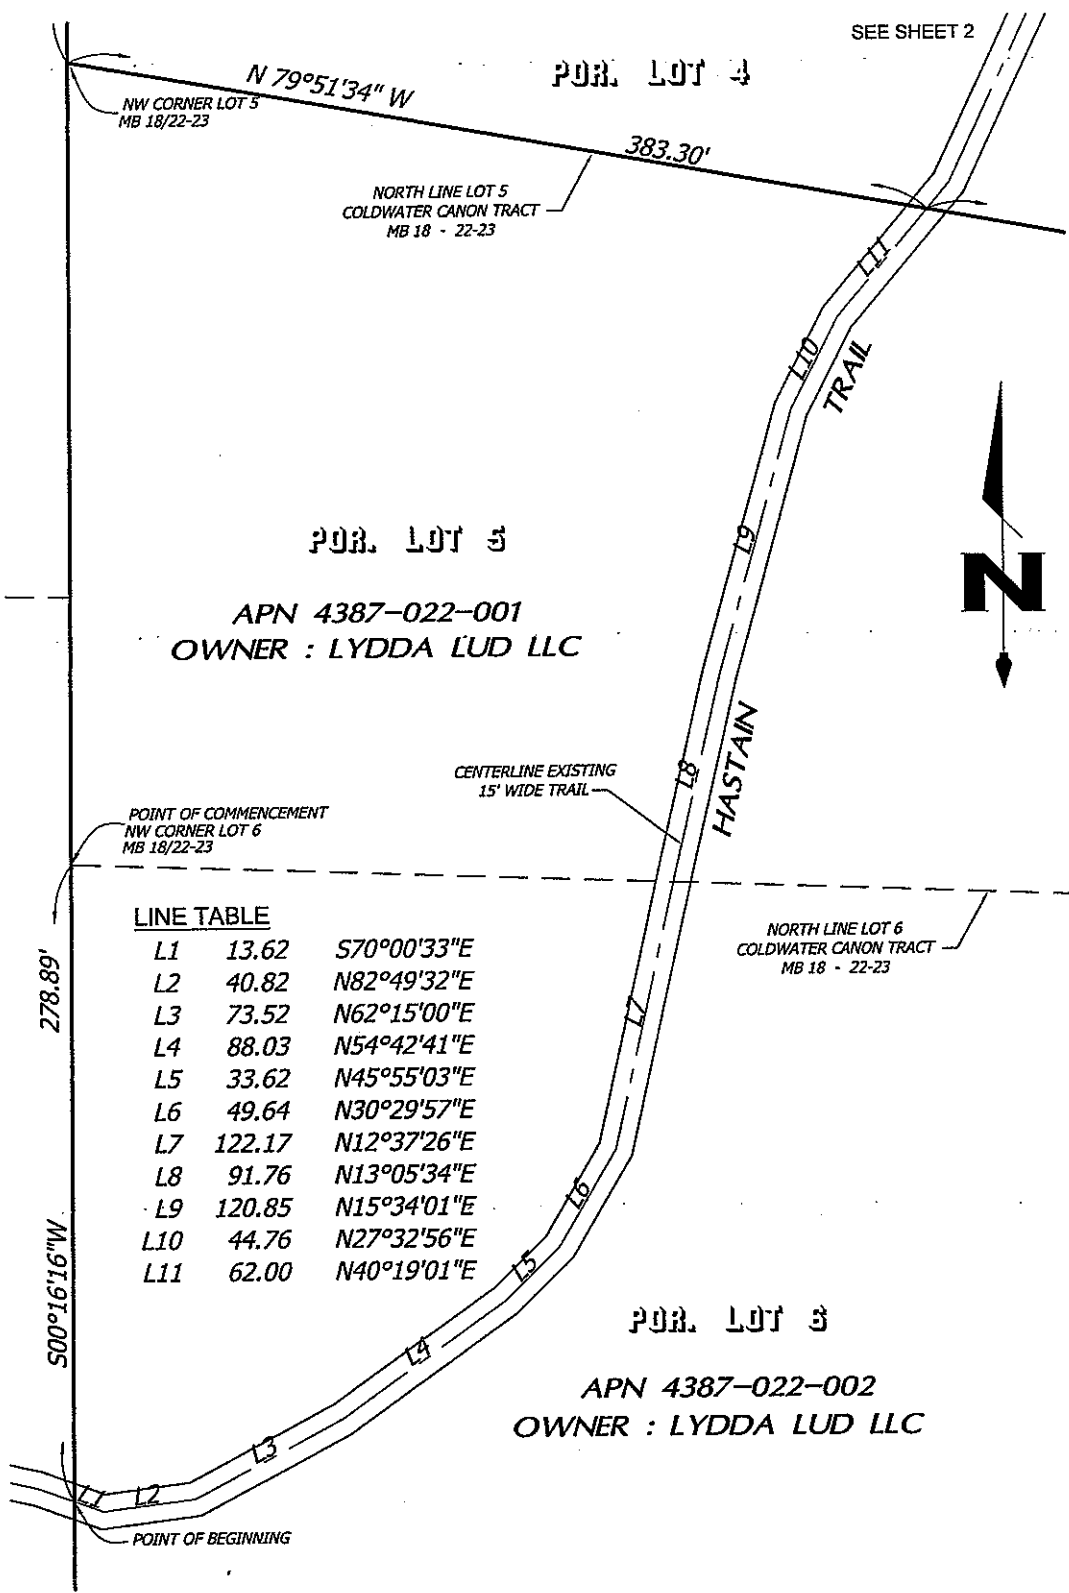 SEE SHEET 2
POR. LOT 4
N 79°51'34" W
383.30'
NW CORNER LOT 5
MB 18/22-23
NORTH LINE LOT 5
COLDWATER CANON TRACT
MB 18 - 22-23
L11
L10
TRAIL
L9
N
POR. LOT 5
APN 4387-022-001
OWNER : LYDDA LUD LLC
L8
HASTAIN
CENTERLINE EXISTING
15' WIDE TRAIL
POINT OF COMMENCEMENT
NW CORNER LOT 6
MB 18/22-23
NORTH LINE LOT 6
COLDWATER CANON TRACT
MB 18 - 22-23
278.89'
S00°16'16"W
LINE TABLE
L1 13.62 S70°00'33"E
L2 40.82 N82°49'32"E
L3 73.52 N62°15'00"E
L4 88.03 N54°42'41"E
L5 33.62 N45°55'03"E
L6 49.64 N30°29'57"E
L7 122.17 N12°37'26"E
L8 91.76 N13°05'34"E
L9 120.85 N15°34'01"E
L10 44.76 N27°32'56"E
L11 62.00 N40°19'01"E
L7
L6
L5
L4
L3
L2
L1
POR. LOT 6
APN 4387-022-002
OWNER : LYDDA LUD LLC
POINT OF BEGINNING